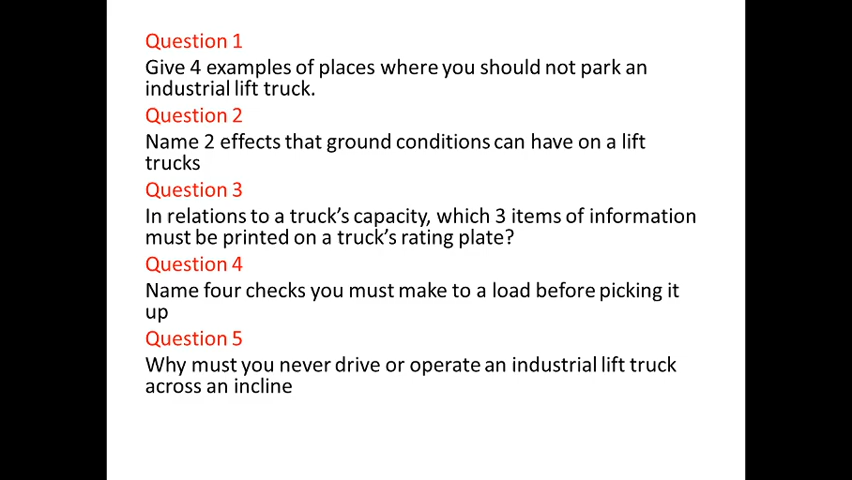 Question 1
Give 4 examples of places where you should not park an
industrial lift truck.
Question 2
Name 2 effects that ground conditions can have on a lift
trucks
Question 3
In relations to a truck’s capacity, which 3 items of information
must be printed on a truck’s rating plate?
Question 4
Name four checks you must make to a load before picking it
up
Question 5
Why must you never drive or operate an industrial lift truck
across an incline